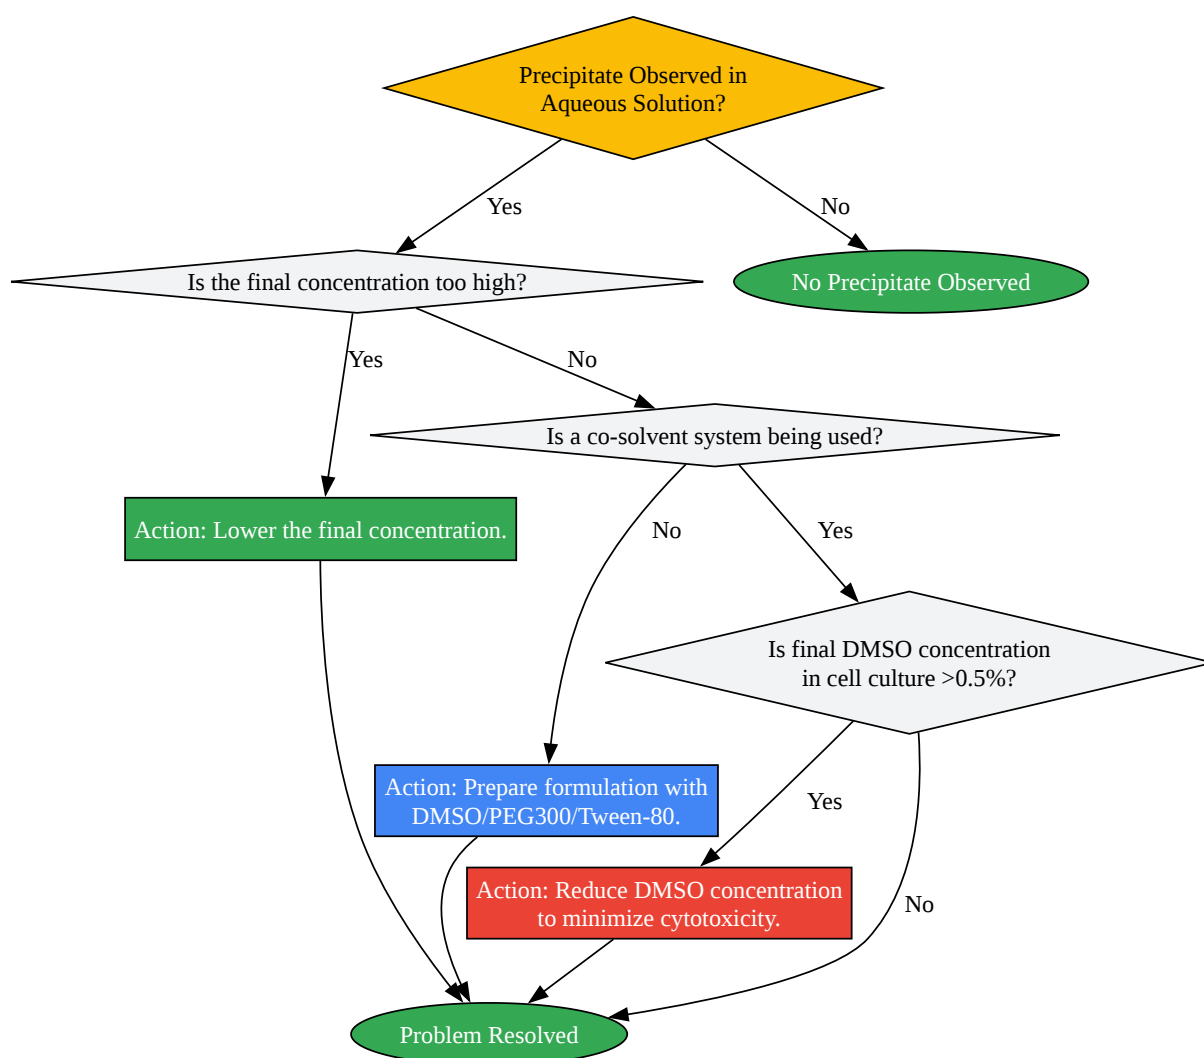 Precipitate Observed in
Aqueous Solution?
Yes
No
Is the final concentration too high?
No Precipitate Observed
Yes
No
Is a co-solvent system being used?
Action: Lower the final concentration.
No
Yes
Is final DMSO concentration
in cell culture >0.5%?
Action: Prepare formulation with
DMSO/PEG300/Tween-80.
Yes
Action: Reduce DMSO concentration
to minimize cytotoxicity.
No
Problem Resolved